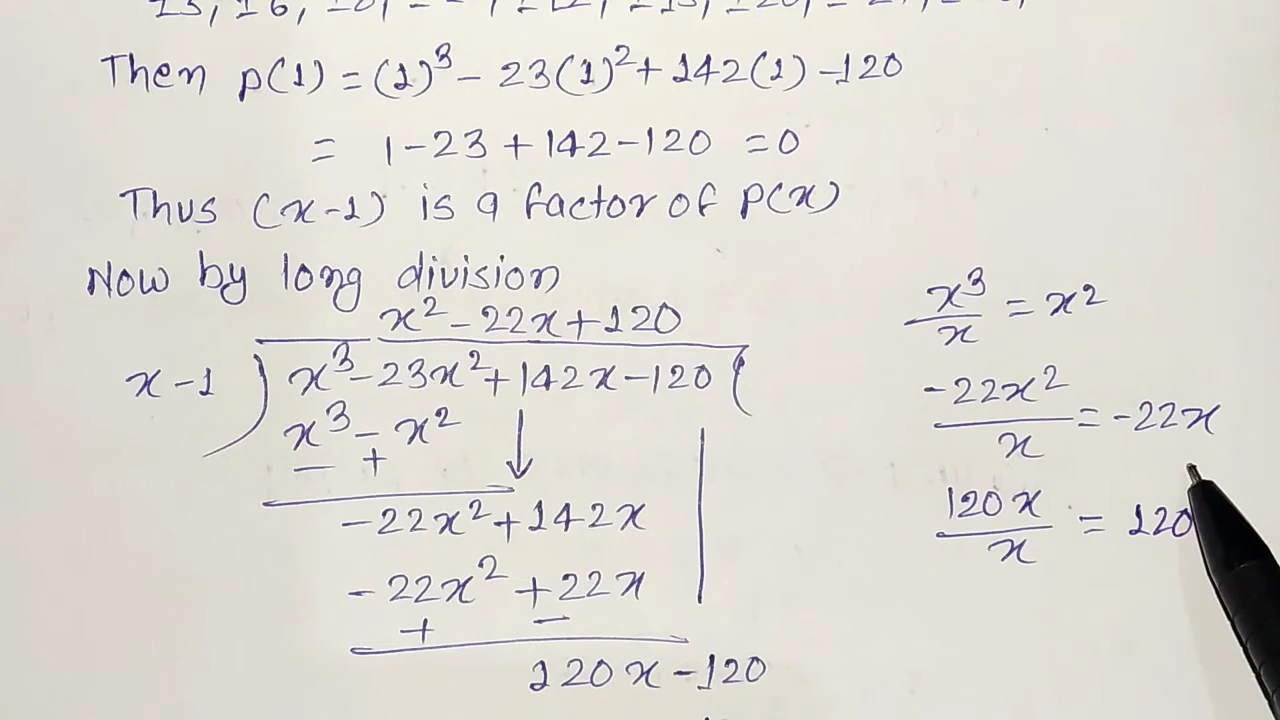 Then p(1) = (1)³ - 23(1)² + 142(1) - 120
= 1 - 23 + 142 - 120 = 0
Thus (x-1) is a factor of P(x)
Now by long division
x² - 22x + 120
x - 1 ) x³ - 23x² + 142x - 120 (
x³ - x²
- +
-22x² + 142x
-22x² + 22x
+ -
120x - 120
x³/x = x²
-22x²/x = -22x
120x/x = 120